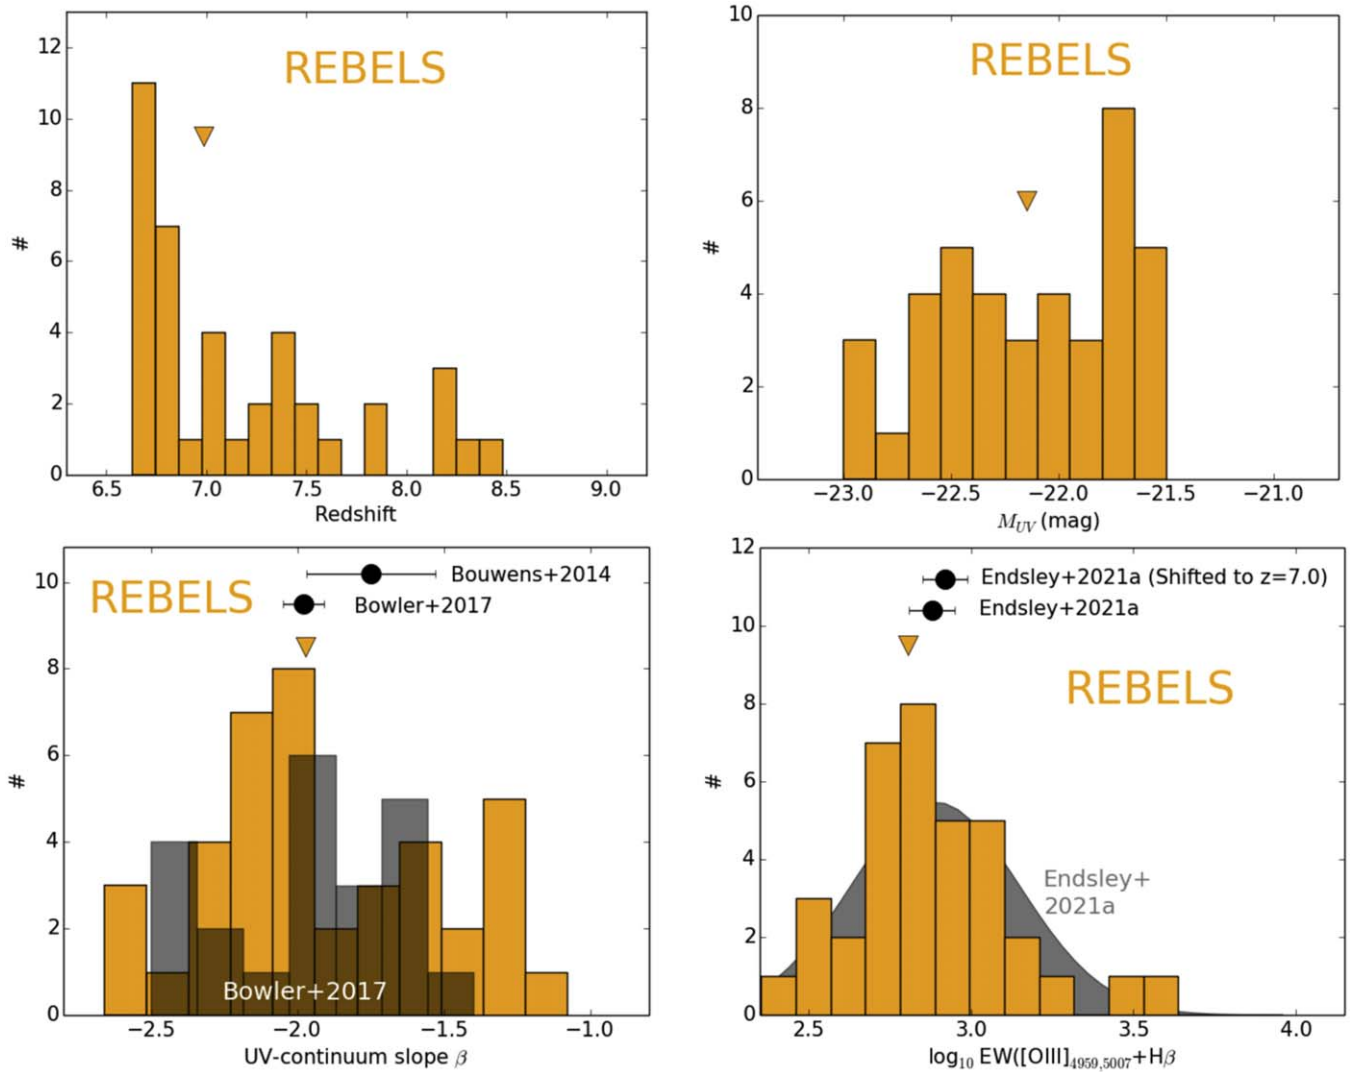 REBELS
#
12
10
8
6
4
2
0
6.5 7.0 7.5 8.0 8.5 9.0
Redshift
REBELS
#
10
8
6
4
2
0
−23.0 −22.5 −22.0 −21.5 −21.0
M_UV (mag)
REBELS
Bouwens+2014
Bowler+2017
#
10
8
6
4
2
0
Bowler+2017
−2.5 −2.0 −1.5 −1.0
UV-continuum slope β
Endsley+2021a (Shifted to z=7.0)
Endsley+2021a
REBELS
#
12
10
8
6
4
2
0
Endsley+
2021a
2.5 3.0 3.5 4.0
log₁₀ EW([OIII]₄₉₅₉,₅₀₀₇+Hβ